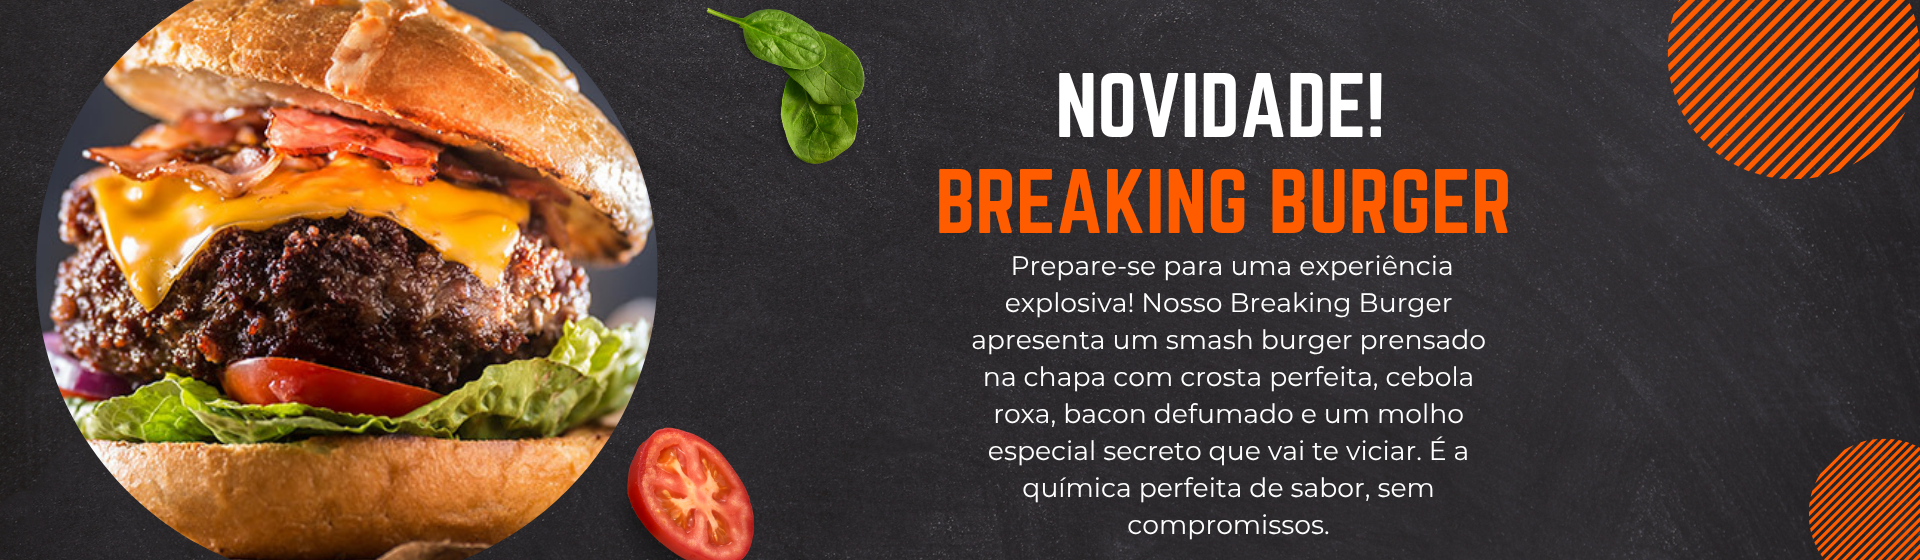 NOVIDADE!
BREAKING BURGER
Prepare-se para uma experiência
explosiva! Nosso Breaking Burger
apresenta um smash burger prensado
na chapa com crosta perfeita, cebola
roxa, bacon defumado e um molho
especial secreto que vai te viciar. É a
química perfeita de sabor, sem
compromissos.